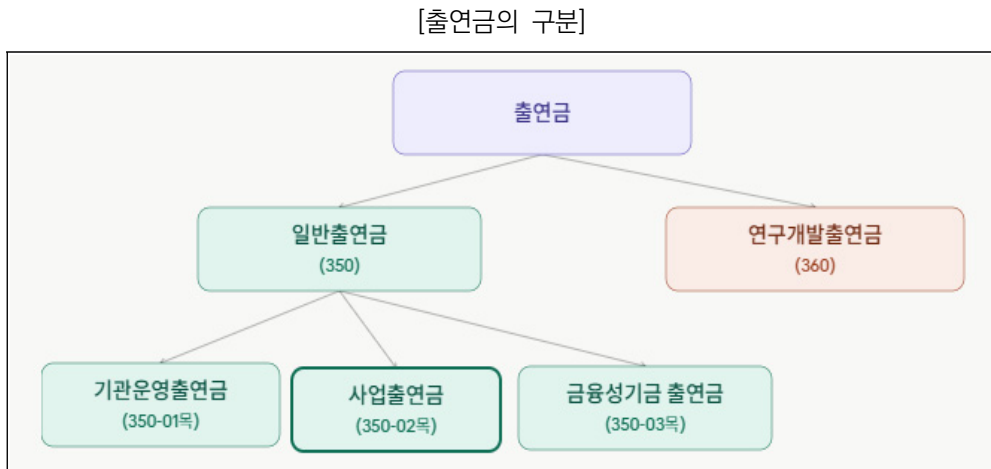 [출연금의 구분]
출연금
일반출연금
(350)
연구개발출연금
(360)
기관운영출연금
(350-01목)
사업출연금
(350-02목)
금융성기금 출연금
(350-03목)